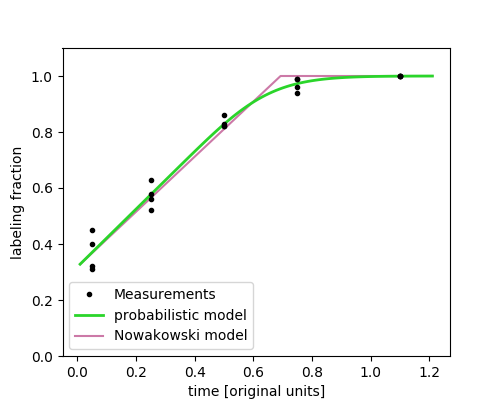 1.0
0.8
0.6
0.4
0.2
0.0
labeling fraction
Measurements
probabilistic model
Nowakowski model
0.0 0.2 0.4 0.6 0.8 1.0 1.2
time [original units]